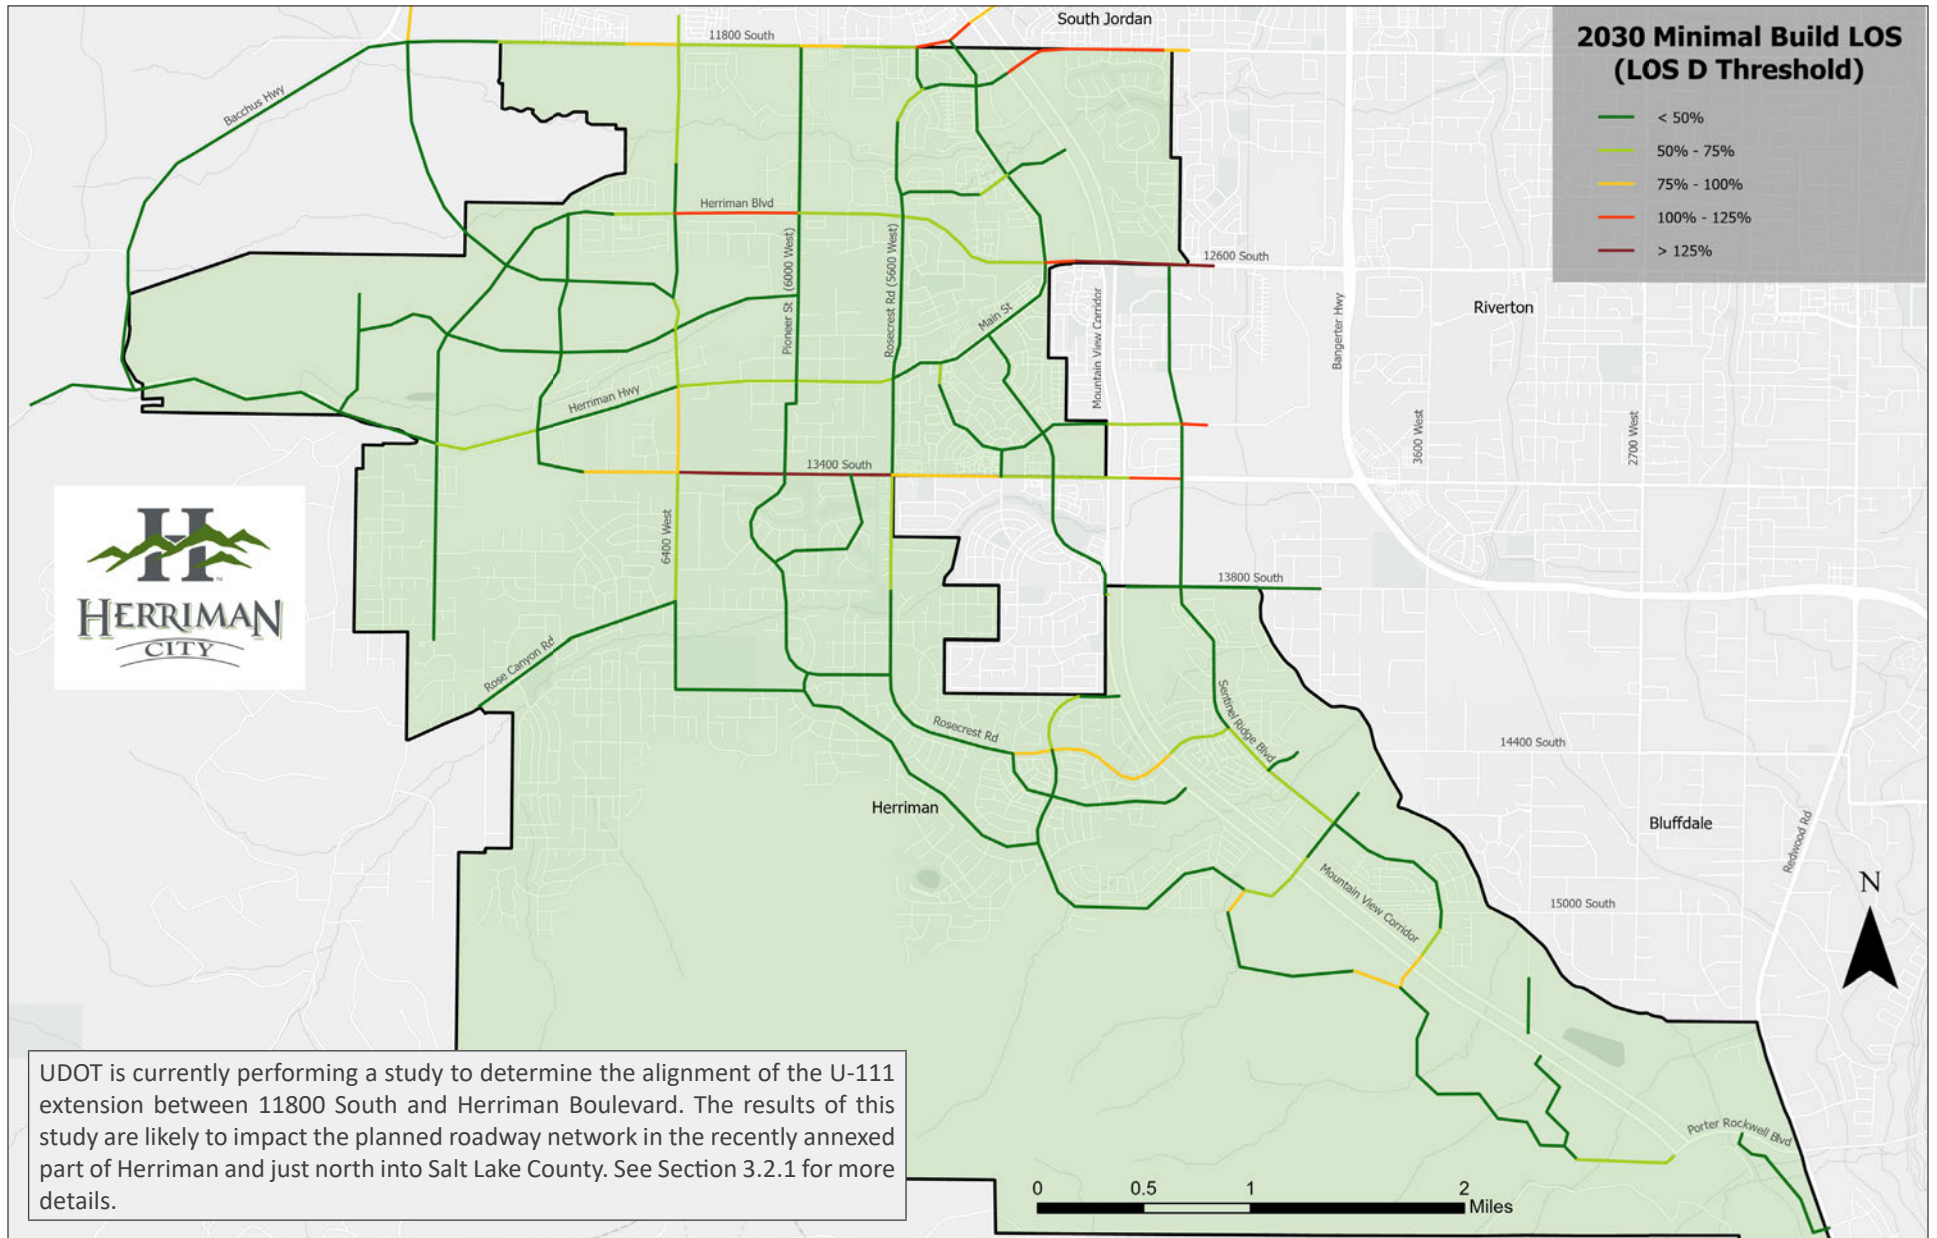 South Jordan
11800 South
2030 Minimal Build LOS
(LOS D Threshold)
< 50%
50% - 75%
75% - 100%
100% - 125%
> 125%
Bacchus Hwy
Herriman Blvd
Pioneer St (6000 West)
Rosecrest Rd (5600 West)
12600 South
Main St
Mountain View Corridor
Bangerter Hwy
Riverton
Herriman Hwy
3600 West
2700 West
13400 South
6400 West
HERRIMAN
CITY
13800 South
Rose Canyon Rd
Rosecrest Rd
Sentinel Ridge Blvd
14400 South
Herriman
Bluffdale
Redwood Rd
Mountain View Corridor
15000 South
N
UDOT is currently performing a study to determine the alignment of the U-111
extension between 11800 South and Herriman Boulevard. The results of this
study are likely to impact the planned roadway network in the recently annexed
part of Herriman and just north into Salt Lake County. See Section 3.2.1 for more
details.
Porter Rockwell Blvd
0 0.5 1 2
Miles